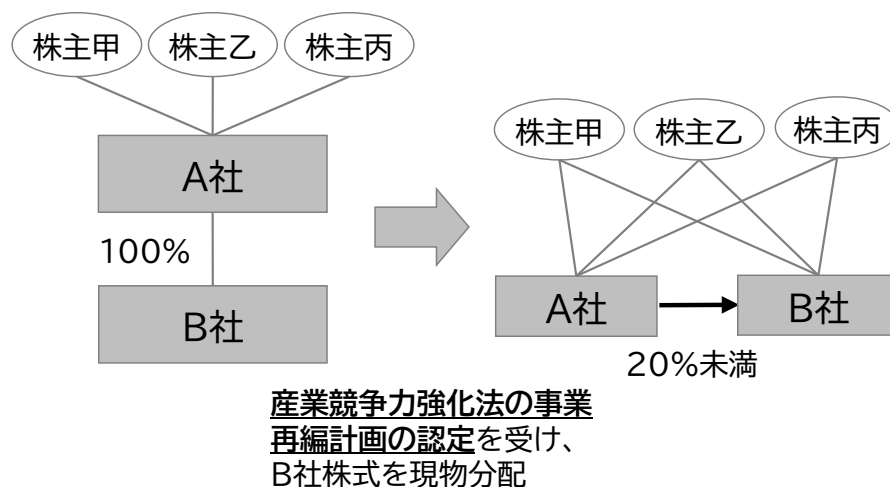 株主甲
株主乙
株主丙
A社
100%
B社
株主甲
株主乙
株主丙
A社
B社
20%未満
産業競争力強化法の事業
再編計画の認定を受け、
B社株式を現物分配